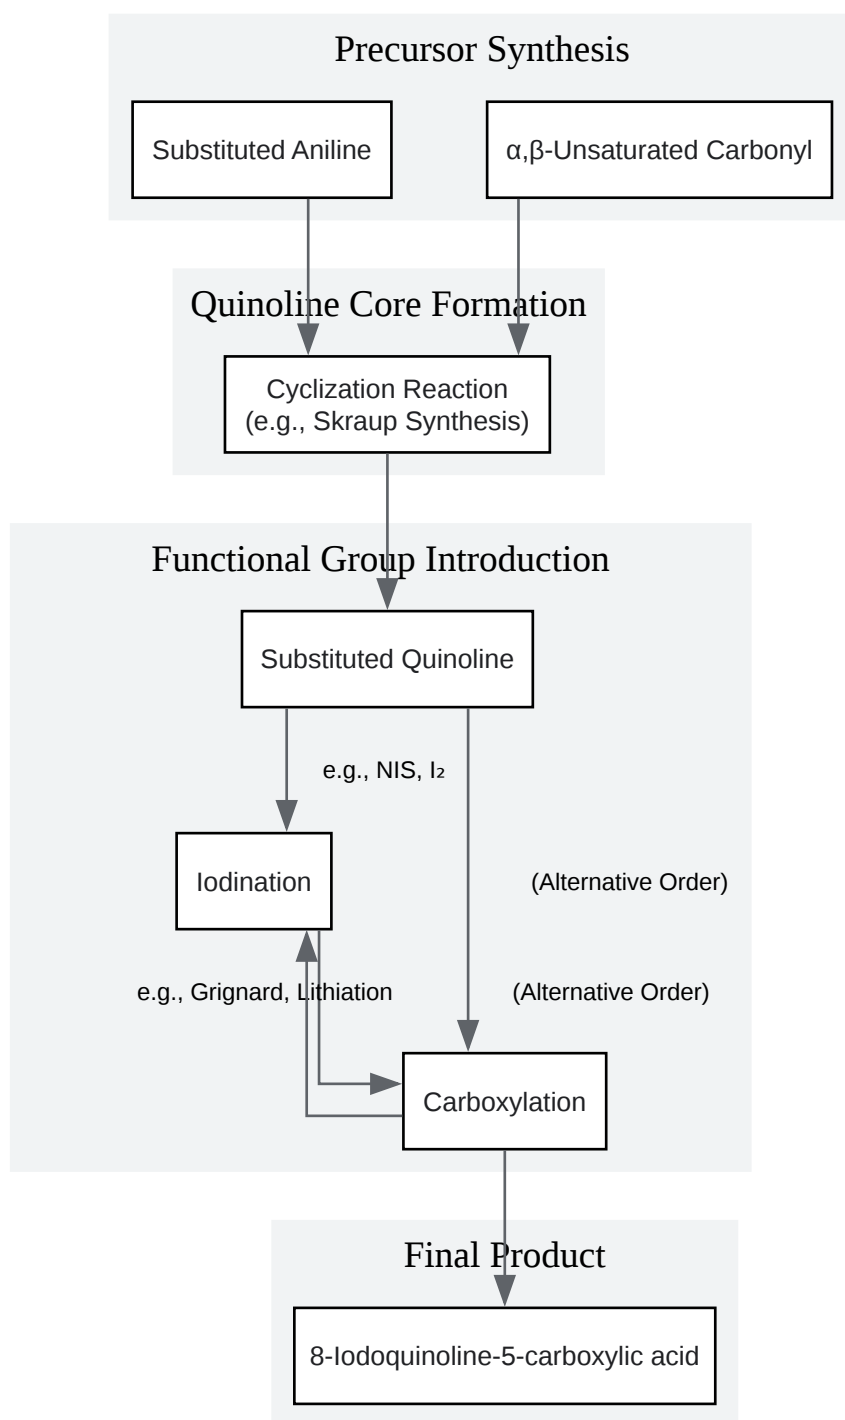 Precursor Synthesis
Substituted Aniline
α,β-Unsaturated Carbonyl
Quinoline Core Formation
Cyclization Reaction
(e.g., Skraup Synthesis)
Functional Group Introduction
Substituted Quinoline
e.g., NIS, I₂
Iodination
(Alternative Order)
e.g., Grignard, Lithiation
(Alternative Order)
Carboxylation
Final Product
8-Iodoquinoline-5-carboxylic acid